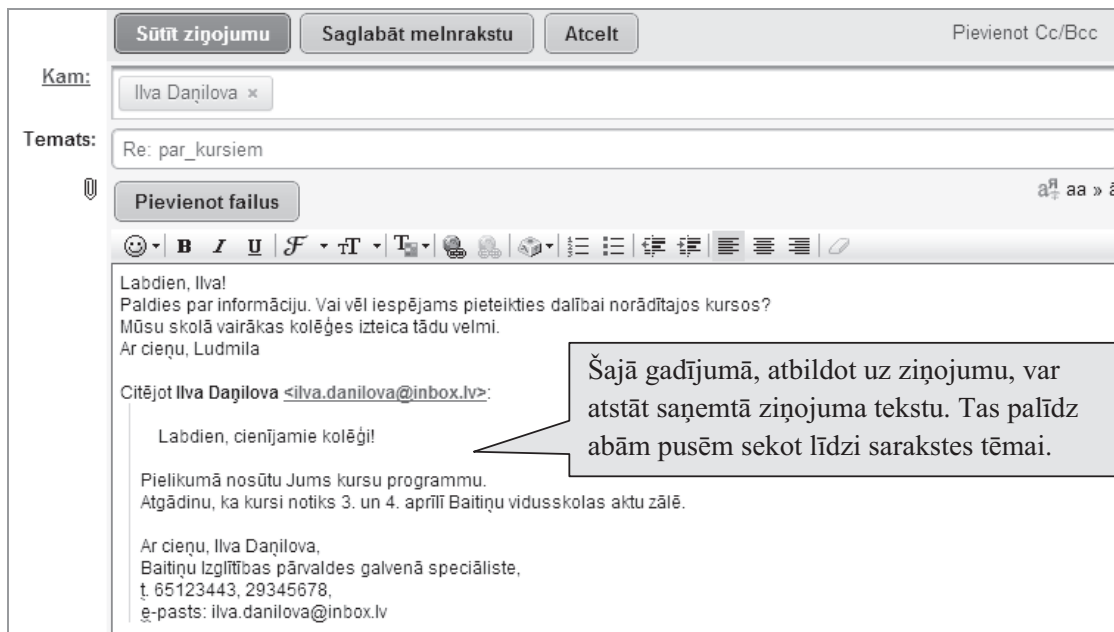 Sūtīt ziņojumu Saglabāt melnrakstu Atcelt Pievienot Cc/Bcc
Kam: Ilva Daņilova ×
Temats: Re: par_kursiem
Pievienot failus
aa »
Labdien, Ilva!
Paldies par informāciju. Vai vēl iespējams pieteikties dalībai norādītajos kursos?
Mūsu skolā vairākas kolēģes izteica tādu velmi.
Ar cieņu, Ludmila
Citējot Ilva Daņilova <ilva.danilova@inbox.lv>:
Labdien, cienījamie kolēģi!
Pielikumā nosūtu Jums kursu programmu.
Atgādinu, ka kursi notiks 3. un 4. aprīlī Baitiņu vidusskolas aktu zālē.
Ar cieņu, Ilva Daņilova,
Baitiņu Izglītības pārvaldes galvenā speciāliste,
t. 65123443, 29345678,
e-pasts: ilva.danilova@inbox.lv
Šajā gadījumā, atbildot uz ziņojumu, var
atstāt saņemtā ziņojuma tekstu. Tas palīdz
abām pusēm sekot līdzi sarakstes tēmai.